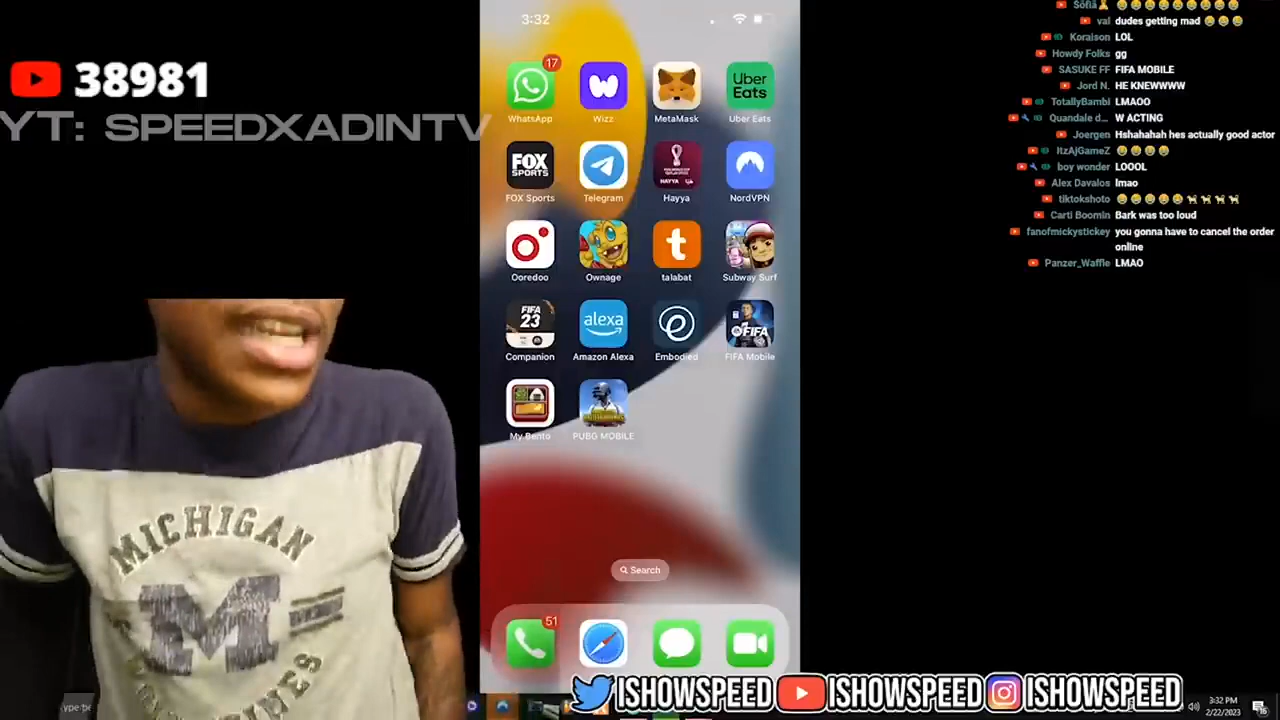 38981
YT: SPEEDXADINTV
3:32
17
WhatsApp
Wizz
MetaMask
Uber Eats
Uber
Eats
FOX
SPORTS
HAYYA
FOX Sports
Telegram
Hayya
NordVPN
t
Ooredoo
Ownage
talabat
Subway Surf
FIFA
23
alexa
FIFA
Companion
Amazon Alexa
Embodied
FIFA Mobile
My Bento
PUBG MOBILE
Search
51
MICHIGAN
M
Sofia 😂😂😂😂😂😂😂😂😂
val dudes getting mad 😂😂😂
Koraison LOL
Howdy Folks gg
SASUKE FF FIFA MOBILE
Jord N. HE KNEWWWW
TotallyBambl LMAOO
Quandale d... W ACTING
Joergen Hshahahah hes actually good actor
ItzAjGameZ 😂😂😂😂
boy wonder LOOOL
Alex Davalos lmao
tiktokshoto 😂😂😂😂😂🐕🐕🐕🐕
Carti Boomin Bark was too loud
fanofmickystickey you gonna have to cancel the order
online
Panzer_Waffle LMAO
ISHOWSPEED ISHOWSPEED ISHOWSPEED
3:32 PM
2/22/2023